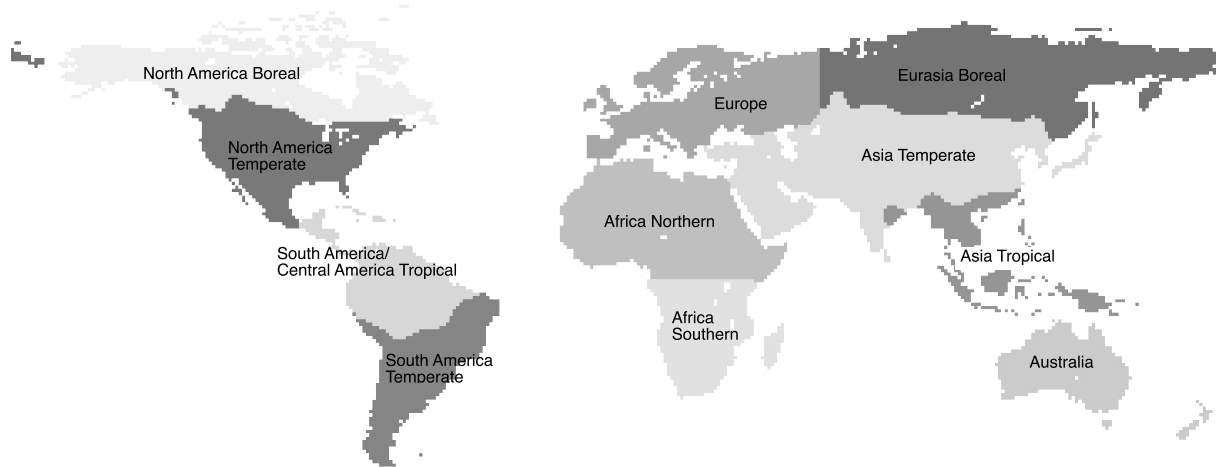 North America Boreal
Eurasia Boreal
Europe
North America
Temperate
Asia Temperate
Africa Northern
South America/
Central America Tropical
Asia Tropical
Africa
Southern
South America
Temperate
Australia